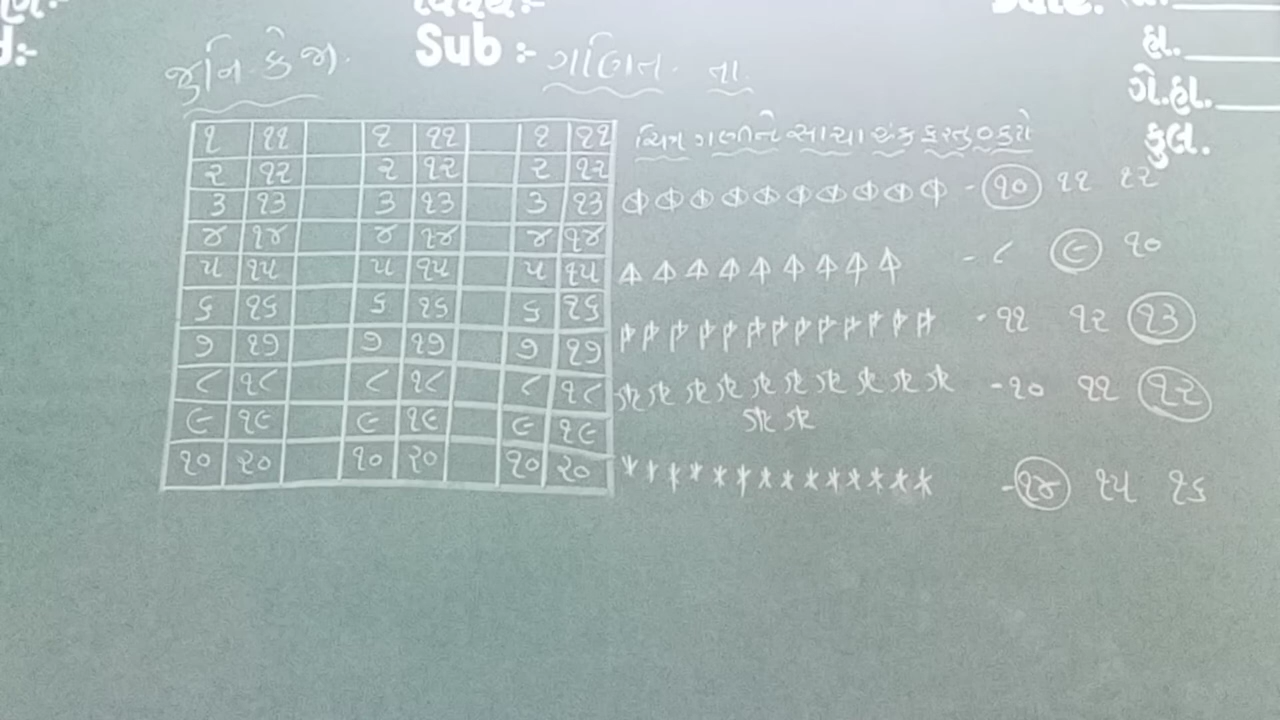 વિષય:-
Date.
Sub :- ગણિત. તા.
જુનિ. કે.જી.
હા.
ગે.હા.
કુલ.
૧ ૧૧ ૧ ૧૧ ૧ ૧૧
૨ ૧૨ ૨ ૧૨ ૨ ૧૨
૩ ૧૩ ૩ ૧૩ ૩ ૧૩
૪ ૧૪ ૪ ૧૪ ૪ ૧૪
૫ ૧૫ ૫ ૧૫ ૫ ૧૫
૬ ૧૬ ૬ ૧૬ ૬ ૧૬
૭ ૧૭ ૭ ૧૭ ૭ ૧૭
૮ ૧૮ ૮ ૧૮ ૮ ૧૮
૯ ૧૯ ૯ ૧૯ ૯ ૧૯
૧૦ ૨૦ ૧૦ ૨૦ ૧૦ ૨૦
ચિત્ર ગણીને સાચા અંક ફરતુ ૦ કરો
- ૧૦ ૧૧ ૧૨
- ૮ ૯ ૧૦
- ૧૧ ૧૨ ૧૩
- ૧૦ ૧૧ ૧૨
- ૧૪ ૧૫ ૧૬